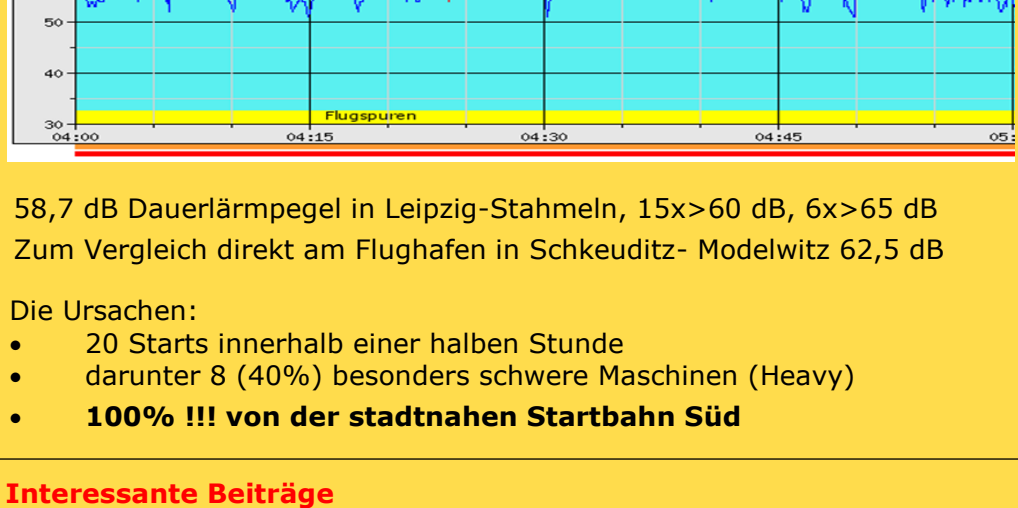 50
40
Flugspuren
30
04:00 04:15 04:30 04:45 05:
58,7 dB Dauerlärmpegel in Leipzig-Stahmeln, 15x>60 dB, 6x>65 dB
Zum Vergleich direkt am Flughafen in Schkeuditz- Modelwitz 62,5 dB
Die Ursachen:
• 20 Starts innerhalb einer halben Stunde
• darunter 8 (40%) besonders schwere Maschinen (Heavy)
• 100% !!! von der stadtnahen Startbahn Süd
Interessante Beiträge